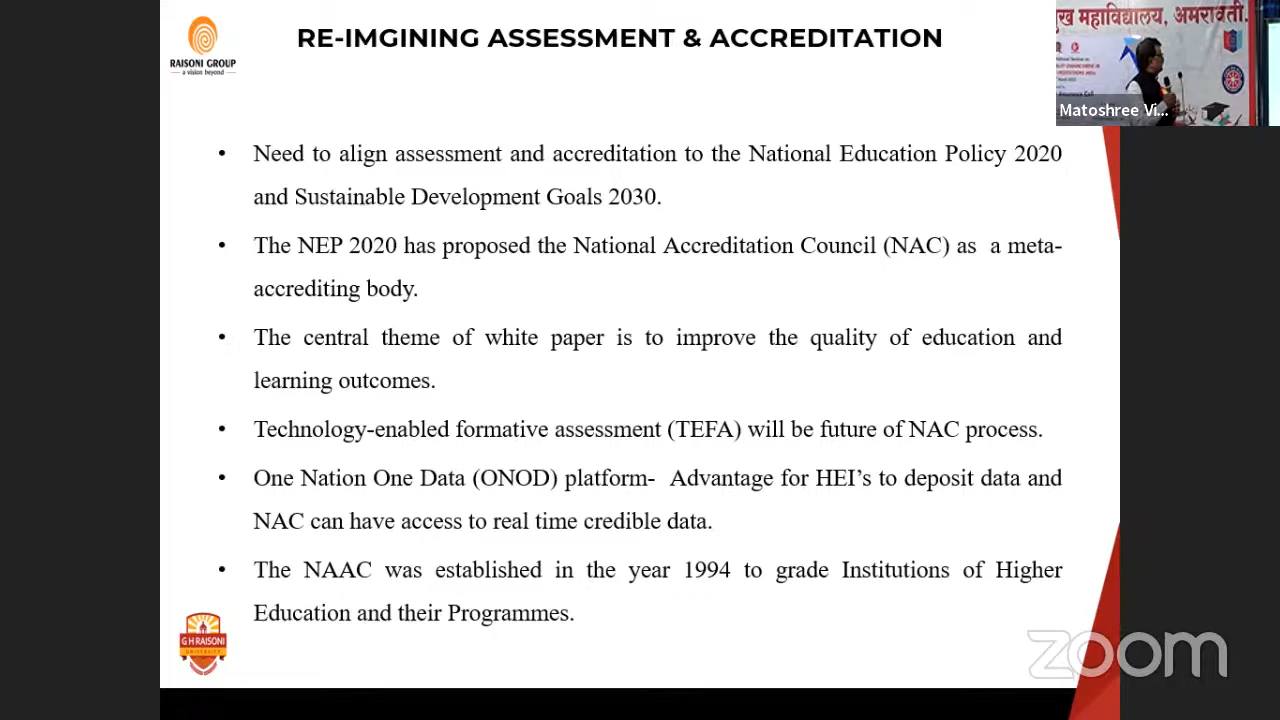 RAISONI GROUP
a vision beyond
RE-IMGINING ASSESSMENT & ACCREDITATION
महाविद्यालय, अमरावती.
Matoshree Vi...
• Need to align assessment and accreditation to the National Education Policy 2020
and Sustainable Development Goals 2030.
• The NEP 2020 has proposed the National Accreditation Council (NAC) as a meta-
accrediting body.
• The central theme of white paper is to improve the quality of education and
learning outcomes.
• Technology-enabled formative assessment (TEFA) will be future of NAC process.
• One Nation One Data (ONOD) platform- Advantage for HEI's to deposit data and
NAC can have access to real time credible data.
• The NAAC was established in the year 1994 to grade Institutions of Higher
Education and their Programmes.
G H RAISONI
UNIVERSITY
zoom